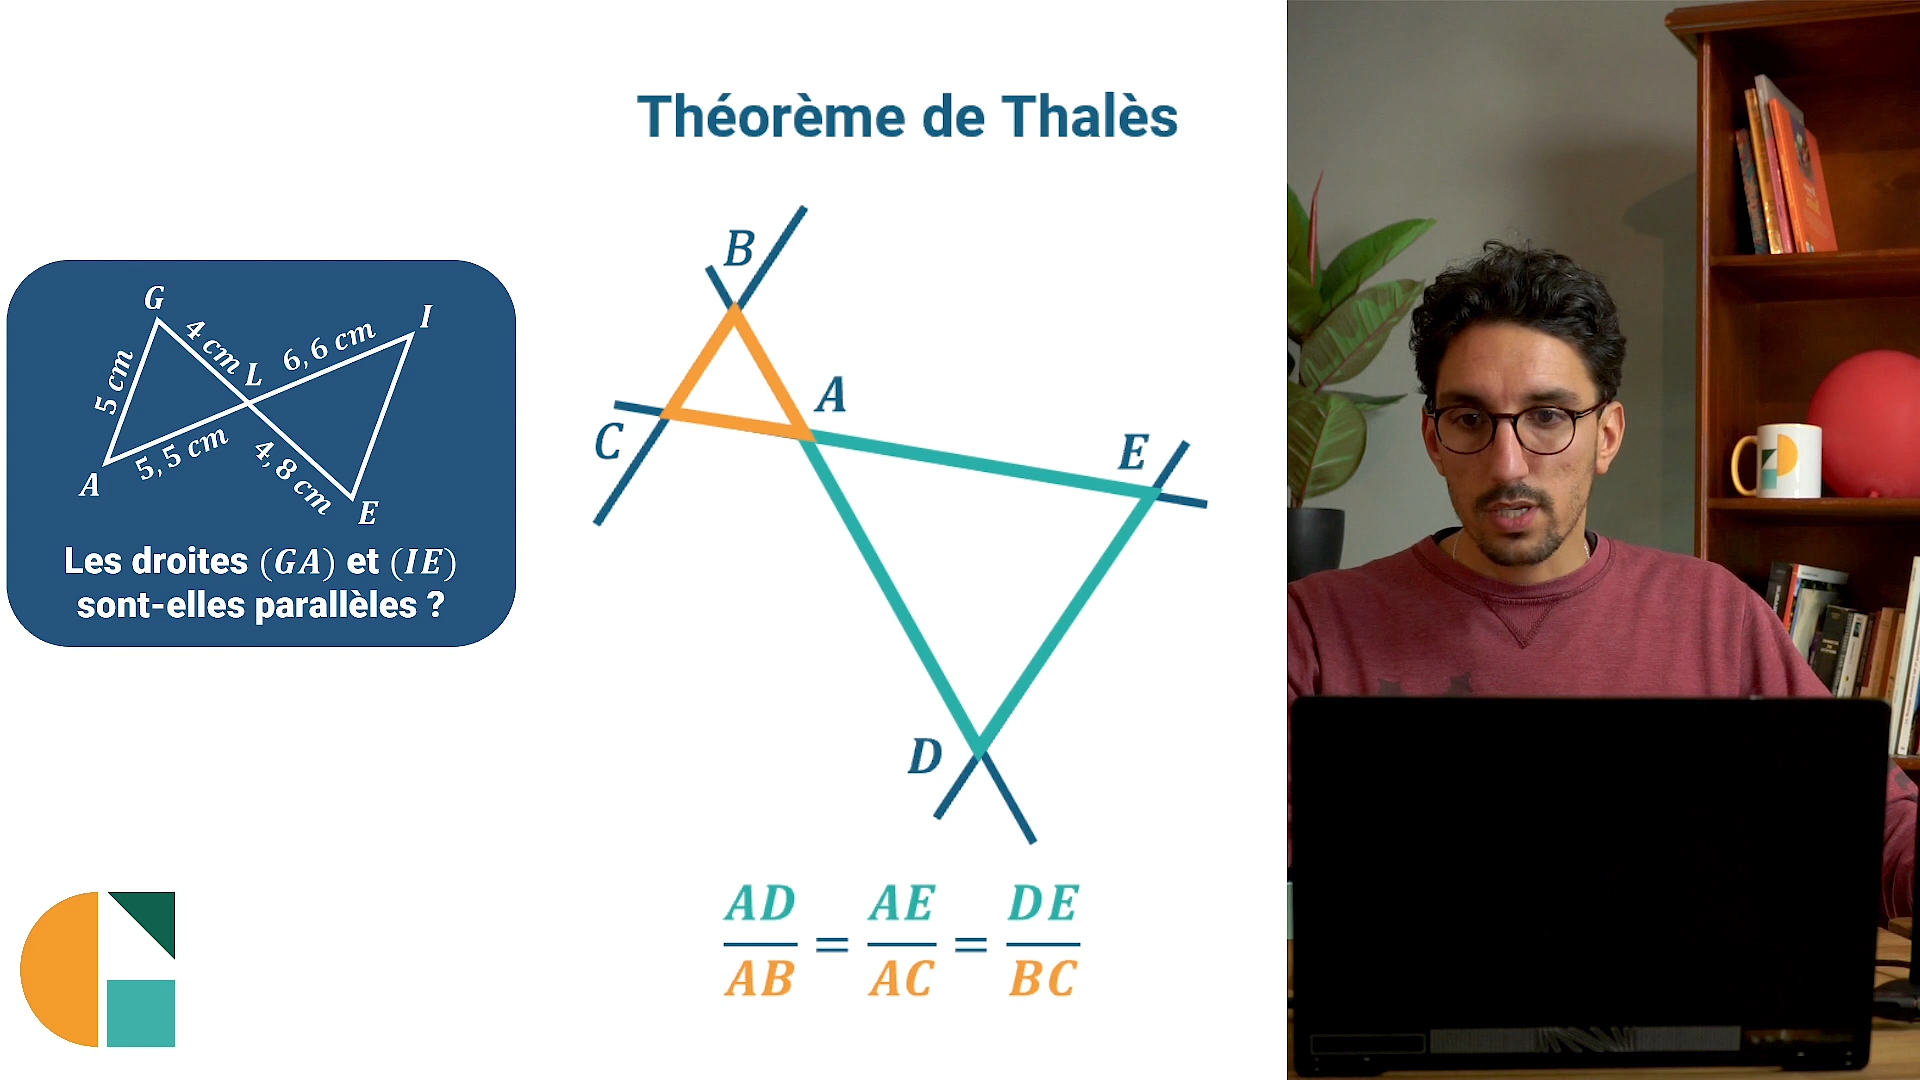 Théorème de Thalès
G
4 cm
L
6,6 cm
I
5 cm
A
5,5 cm
4,8 cm
E
Les droites (GA) et (IE)
sont-elles parallèles ?
B
A
C
E
D
AD/AB = AE/AC = DE/BC